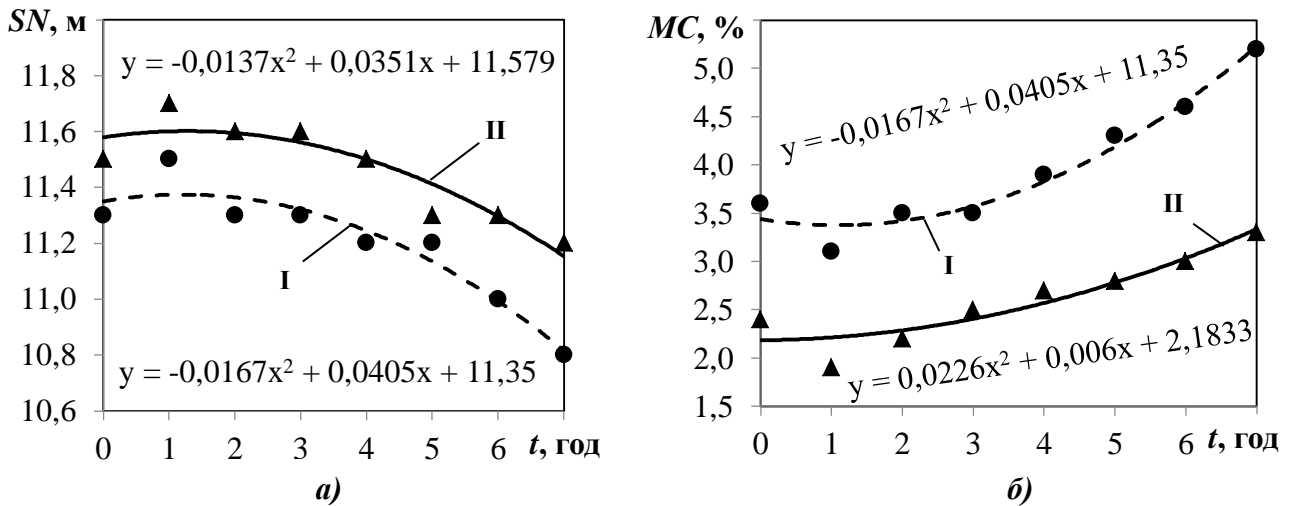 SN, м
11,8
11,6
11,4
11,2
11,0
10,8
10,6
y = -0,0137x² + 0,0351x + 11,579
II
I
y = -0,0167x² + 0,0405x + 11,35
0 1 2 3 4 5 6 t, год
а)
MC, %
5,0
4,5
4,0
3,5
3,0
2,5
2,0
1,5
y = -0,0167x² + 0,0405x + 11,35
I
II
y = 0,0226x² + 0,006x + 2,1833
0 1 2 3 4 5 6 t, год
б)